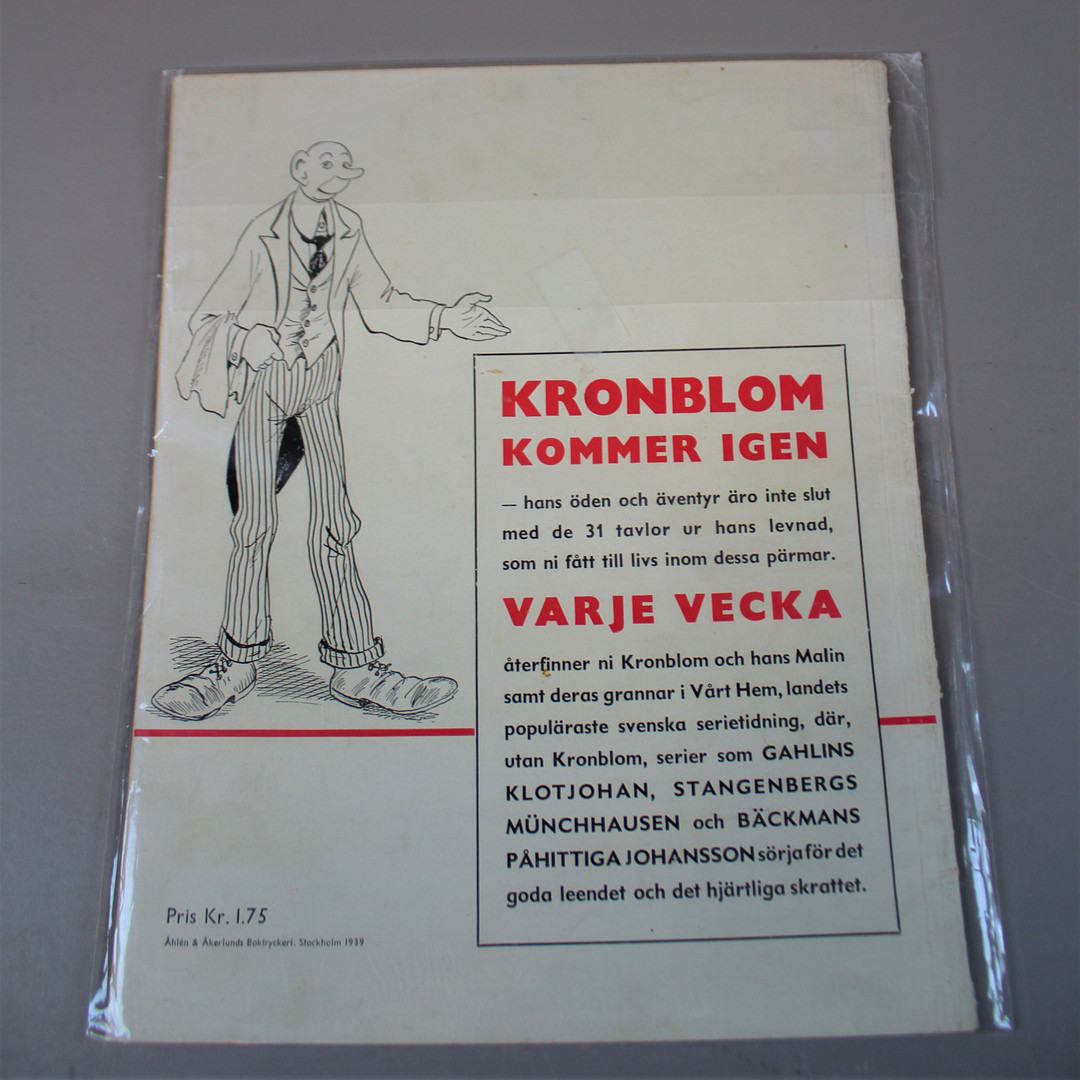 KRONBLOM
KOMMER IGEN
— hans öden och äventyr äro inte slut
med de 31 tavlor ur hans levnad,
som ni fått till livs inom dessa pärmar.
VARJE VECKA
återfinner ni Kronblom och hans Malin
samt deras grannar i Vårt Hem, landets
populäraste svenska serietidning, där,
utan Kronblom, serier som GAHLINS
KLOTJOHAN, STANGENBERGS
MÜNCHHAUSEN och BÄCKMANS
PÅHITTIGA JOHANSSON sörja för det
goda leendet och det hjärtliga skrattet.
Pris Kr. 1.75
Åhlén & Åkerlunds Boktryckeri. Stockholm 1939